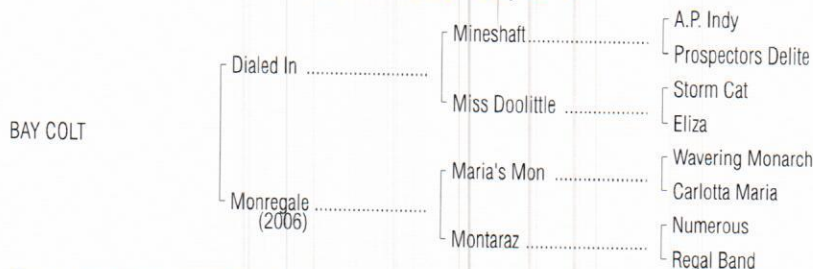 A.P. Indy
Mineshaft
Prospectors Delite
Dialed In
Storm Cat
Miss Doolittle
Eliza
BAY COLT
Wavering Monarch
Maria's Mon
Carlotta Maria
Monregale
(2006)
Numerous
Montaraz
Regal Band